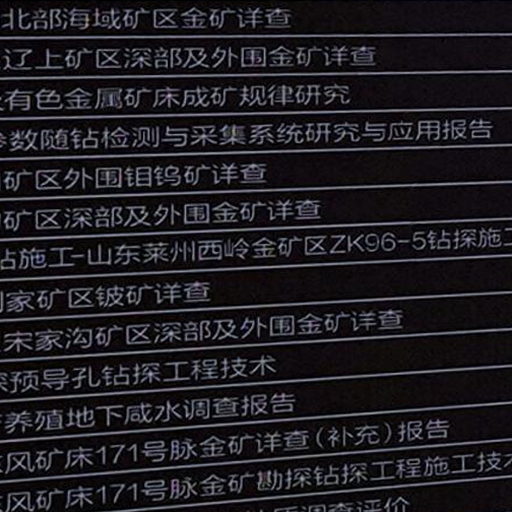 北部海域矿区金矿详查
辽上矿区深部及外围金矿详查
有色金属矿床成矿规律研究
参数随钻检测与采集系统研究与应用报告
矿区外围钼钨矿详查
矿区深部及外围金矿详查
钻施工-山东莱州西岭金矿区ZK96-5钻探施工
家矿区铍矿详查
宋家沟矿区深部及外围金矿详查
深预导孔钻探工程技术
养殖地下咸水调查报告
风矿床171号脉金矿详查(补充)报告
风矿床171号脉金矿勘探钻探工程施工技术
调查评价